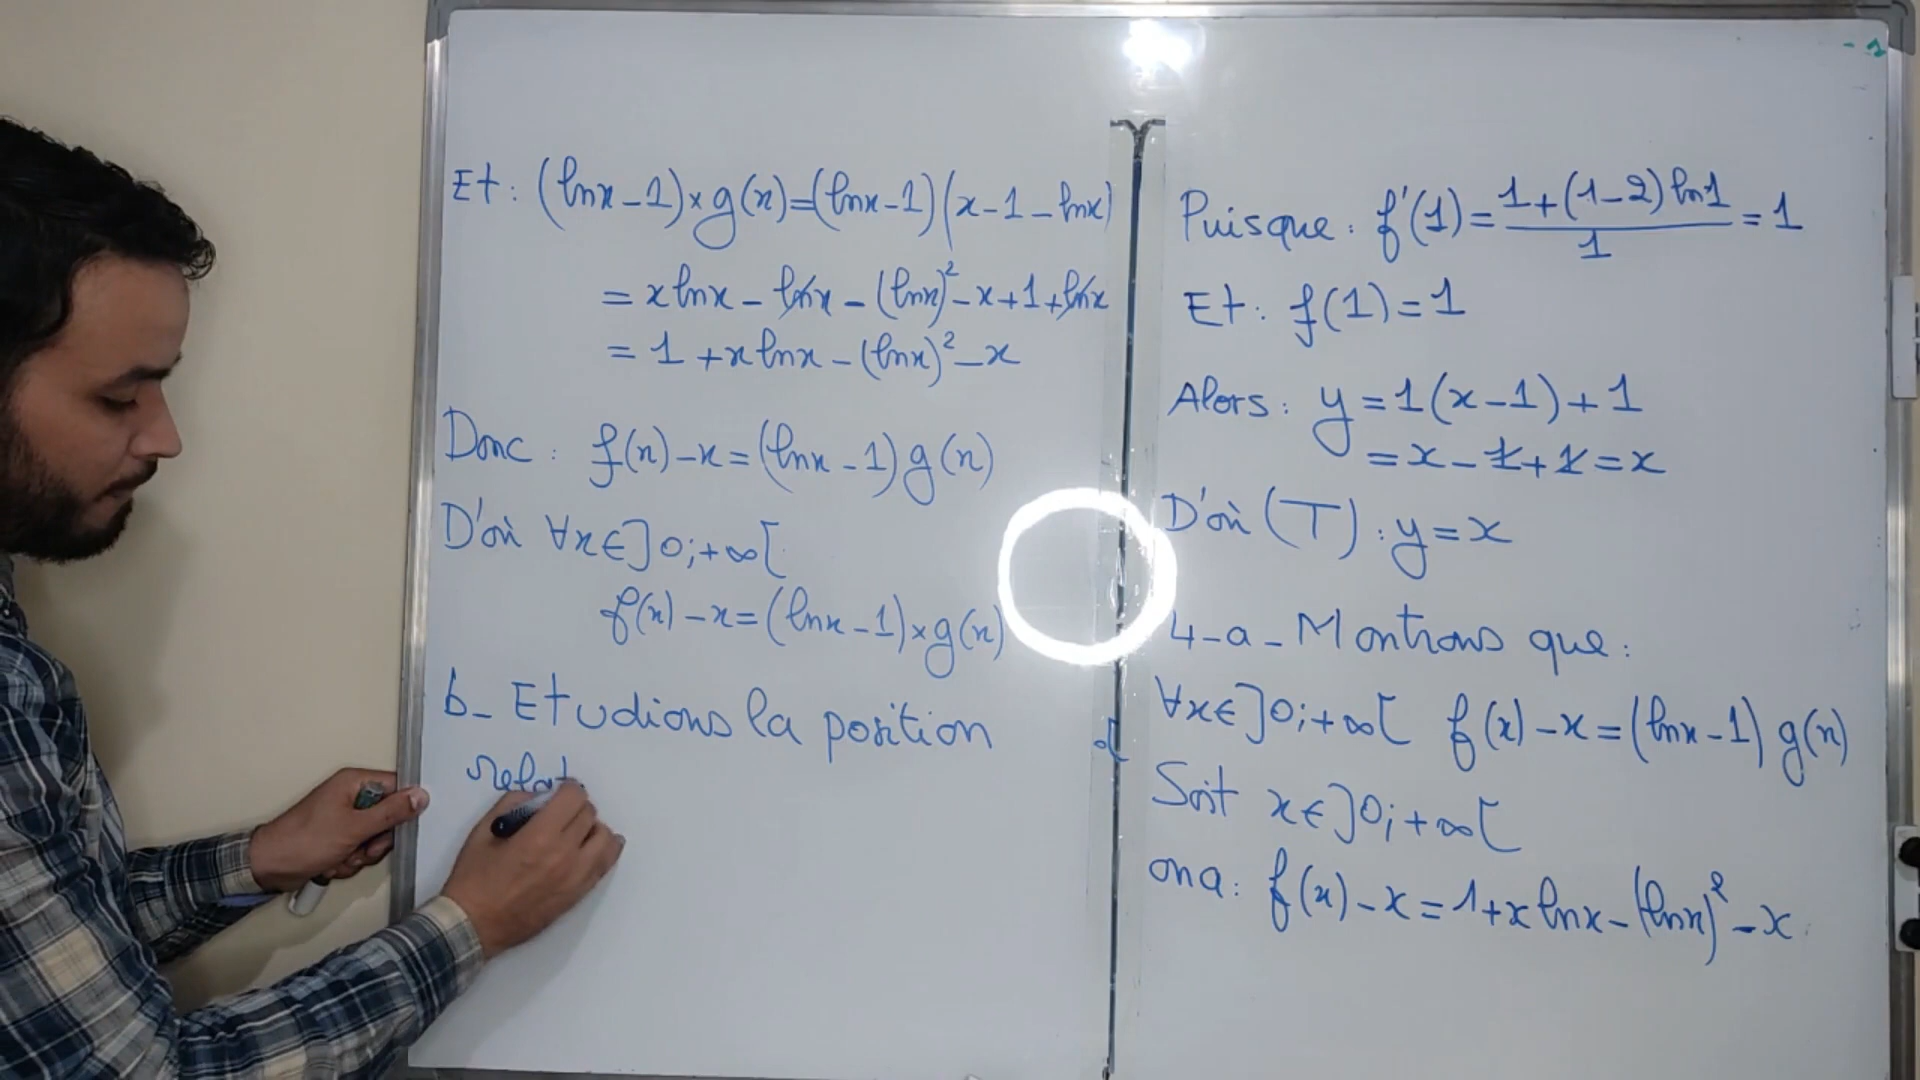 Et : (lnx - 1) × g(x) = (lnx - 1)(x - 1 - lnx)
= x lnx - lnx - (lnx)² - x + 1 + lnx
= 1 + x lnx - (lnx)² - x
Donc : f(x) - x = (lnx - 1) g(x)
D'où ∀x ∈ ]0; +∞[
f(x) - x = (lnx - 1) × g(x)
b - Etudions la position
relat
Puisque : f'(1) = (1 + (1 - 2) ln1)/1 = 1
Et : f(1) = 1
Alors : y = 1(x - 1) + 1
= x - 1 + 1 = x
D'où (T) : y = x
4 - a - Montrons que :
∀x ∈ ]0; +∞[ f(x) - x = (lnx - 1) g(x)
Soit x ∈ ]0; +∞[
on a : f(x) - x = 1 + x lnx - (lnx)² - x